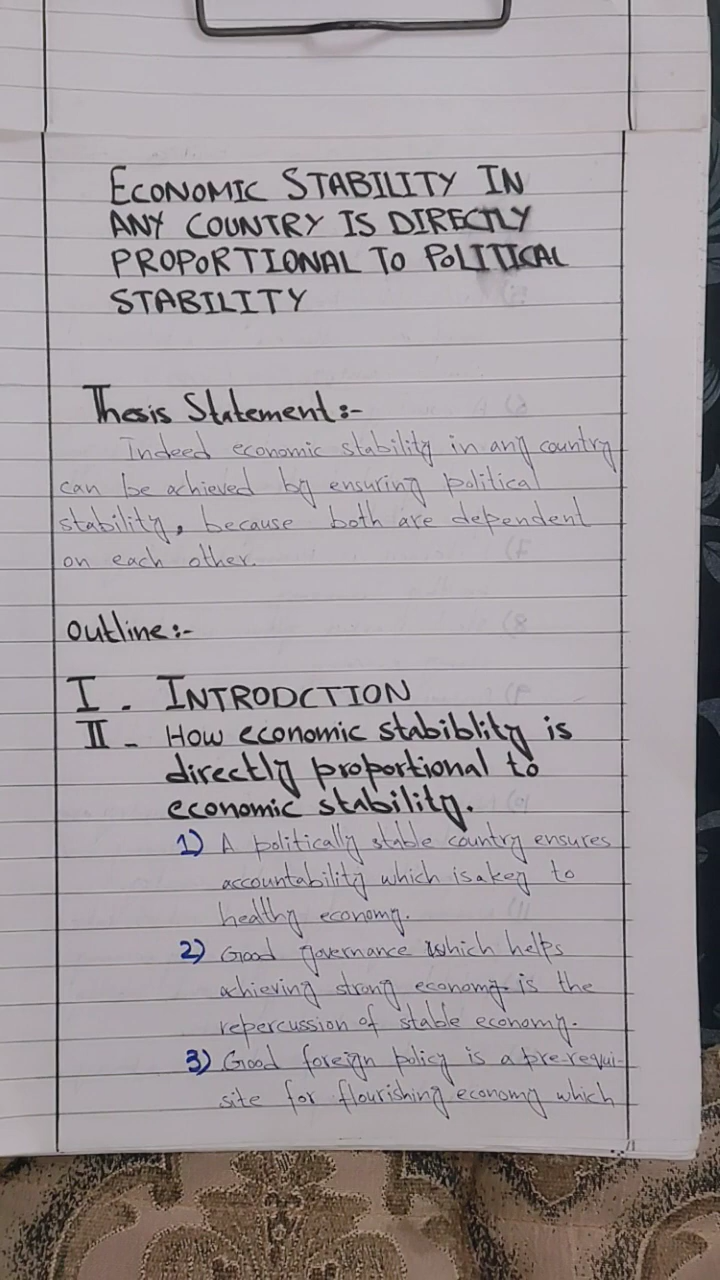 ECONOMIC STABILITY IN
ANY COUNTRY IS DIRECTLY
PROPORTIONAL TO POLITICAL
STABILITY
Thesis Statement:-
Indeed economic stability in any country
can be achieved by ensuring political
stability, because both are dependent
on each other.
Outline:-
I. INTRODCTION
II- How economic stabiblity is
directly proportional to
economic stability.
1) A politically stable country ensures
accountability which is a key to
healthy economy.
2) Good governance which helps
achieving strong economy is the
repercussion of stable economy.
3) Good foreign policy is a pre-requi-
site for flourishing economy which